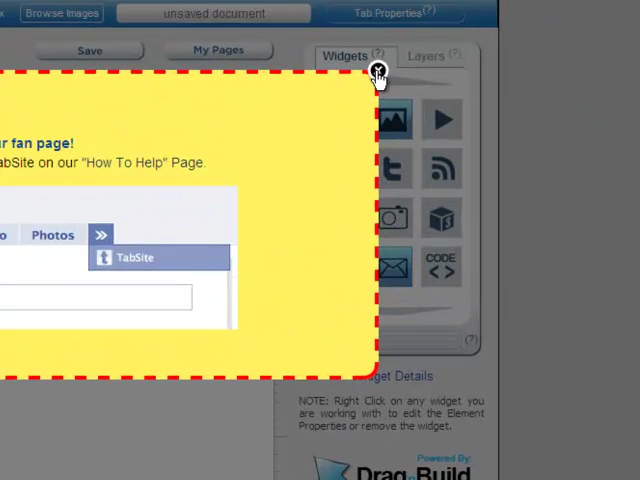 Browse Images
unsaved document
Tab Properties(?)
Save
My Pages
Widgets (?)
Layers (?)
r fan page!
abSite on our "How To Help" Page.
Photos
»
TabSite
CODE
<>
(?)
Details
NOTE: Right Click on any widget you
are working with to edit the Element
Properties or remove the widget.
Powered By:
Drag n Build